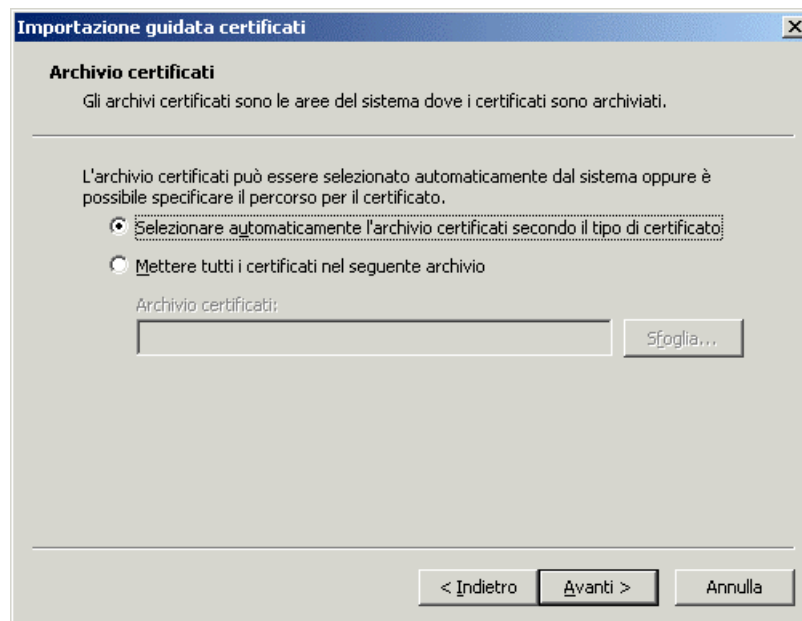 Importazione guidata certificati
Archivio certificati
Gli archivi certificati sono le aree del sistema dove i certificati sono archiviati.
L'archivio certificati può essere selezionato automaticamente dal sistema oppure è
possibile specificare il percorso per il certificato.
Selezionare automaticamente l'archivio certificati secondo il tipo di certificato
Mettere tutti i certificati nel seguente archivio
Archivio certificati:
Sfoglia...
< Indietro Avanti > Annulla